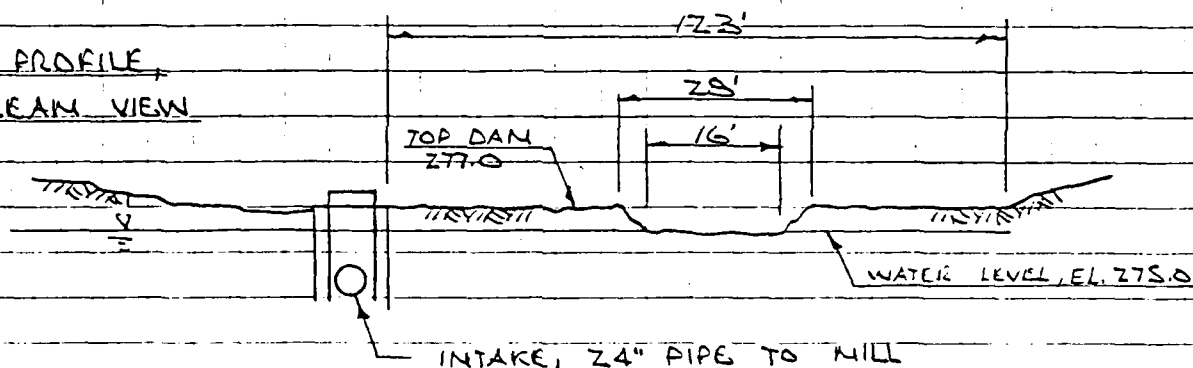 123'
PROFILE,
28'
EAM VIEW
TOP DAM
16'
277.0
WATER LEVEL, EL. 275.0
INTAKE, 24" PIPE TO MILL